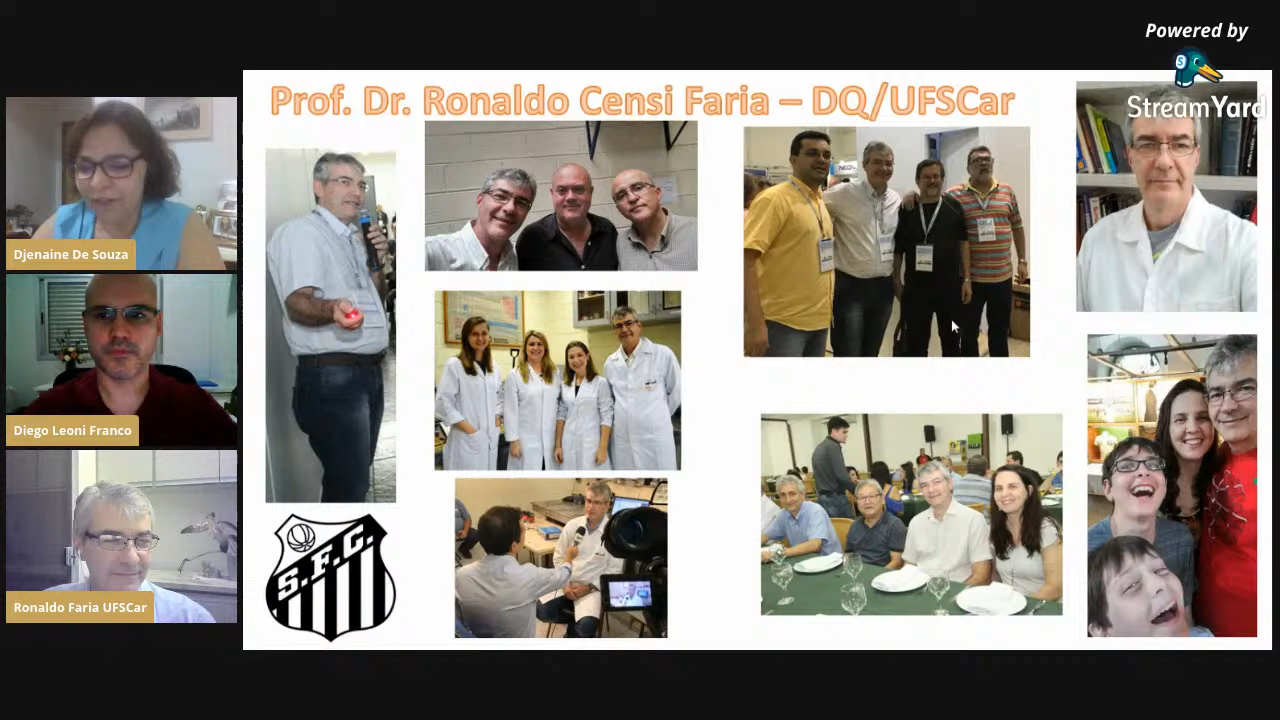 Powered by
StreamYard
Prof. Dr. Ronaldo Censi Faria – DQ/UFSCar
Djenaine De Souza
Diego Leoni Franco
Ronaldo Faria UFSCar
S.F.C.